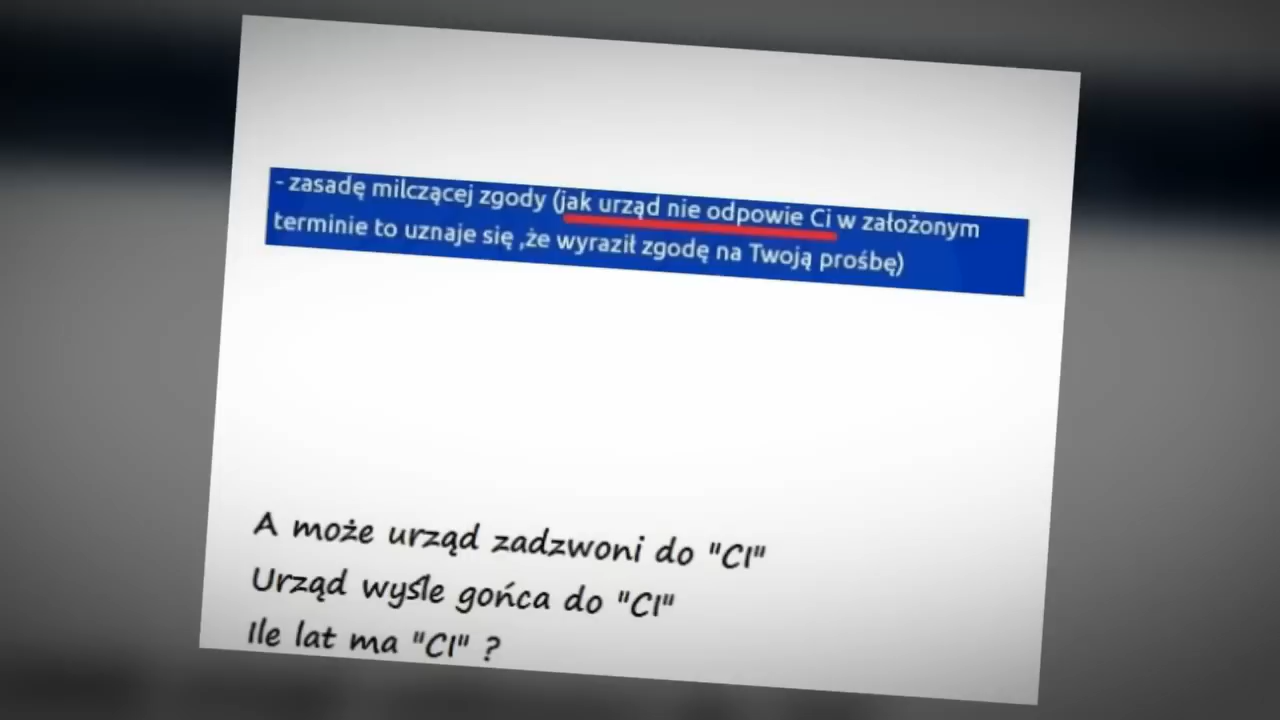 - zasadę milczącej zgody (jak urząd nie odpowie Ci w założonym
terminie to uznaje się ,że wyraził zgodę na Twoją prośbę)
A może urząd zadzwoni do "CI"
Urząd wyśle gońca do "CI"
Ile lat ma "CI" ?